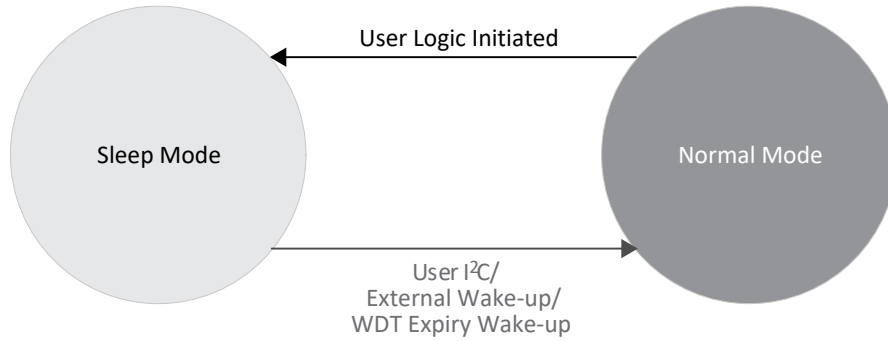 User Logic Initiated
Sleep Mode
Normal Mode
User I²C/
External Wake-up/
WDT Expiry Wake-up